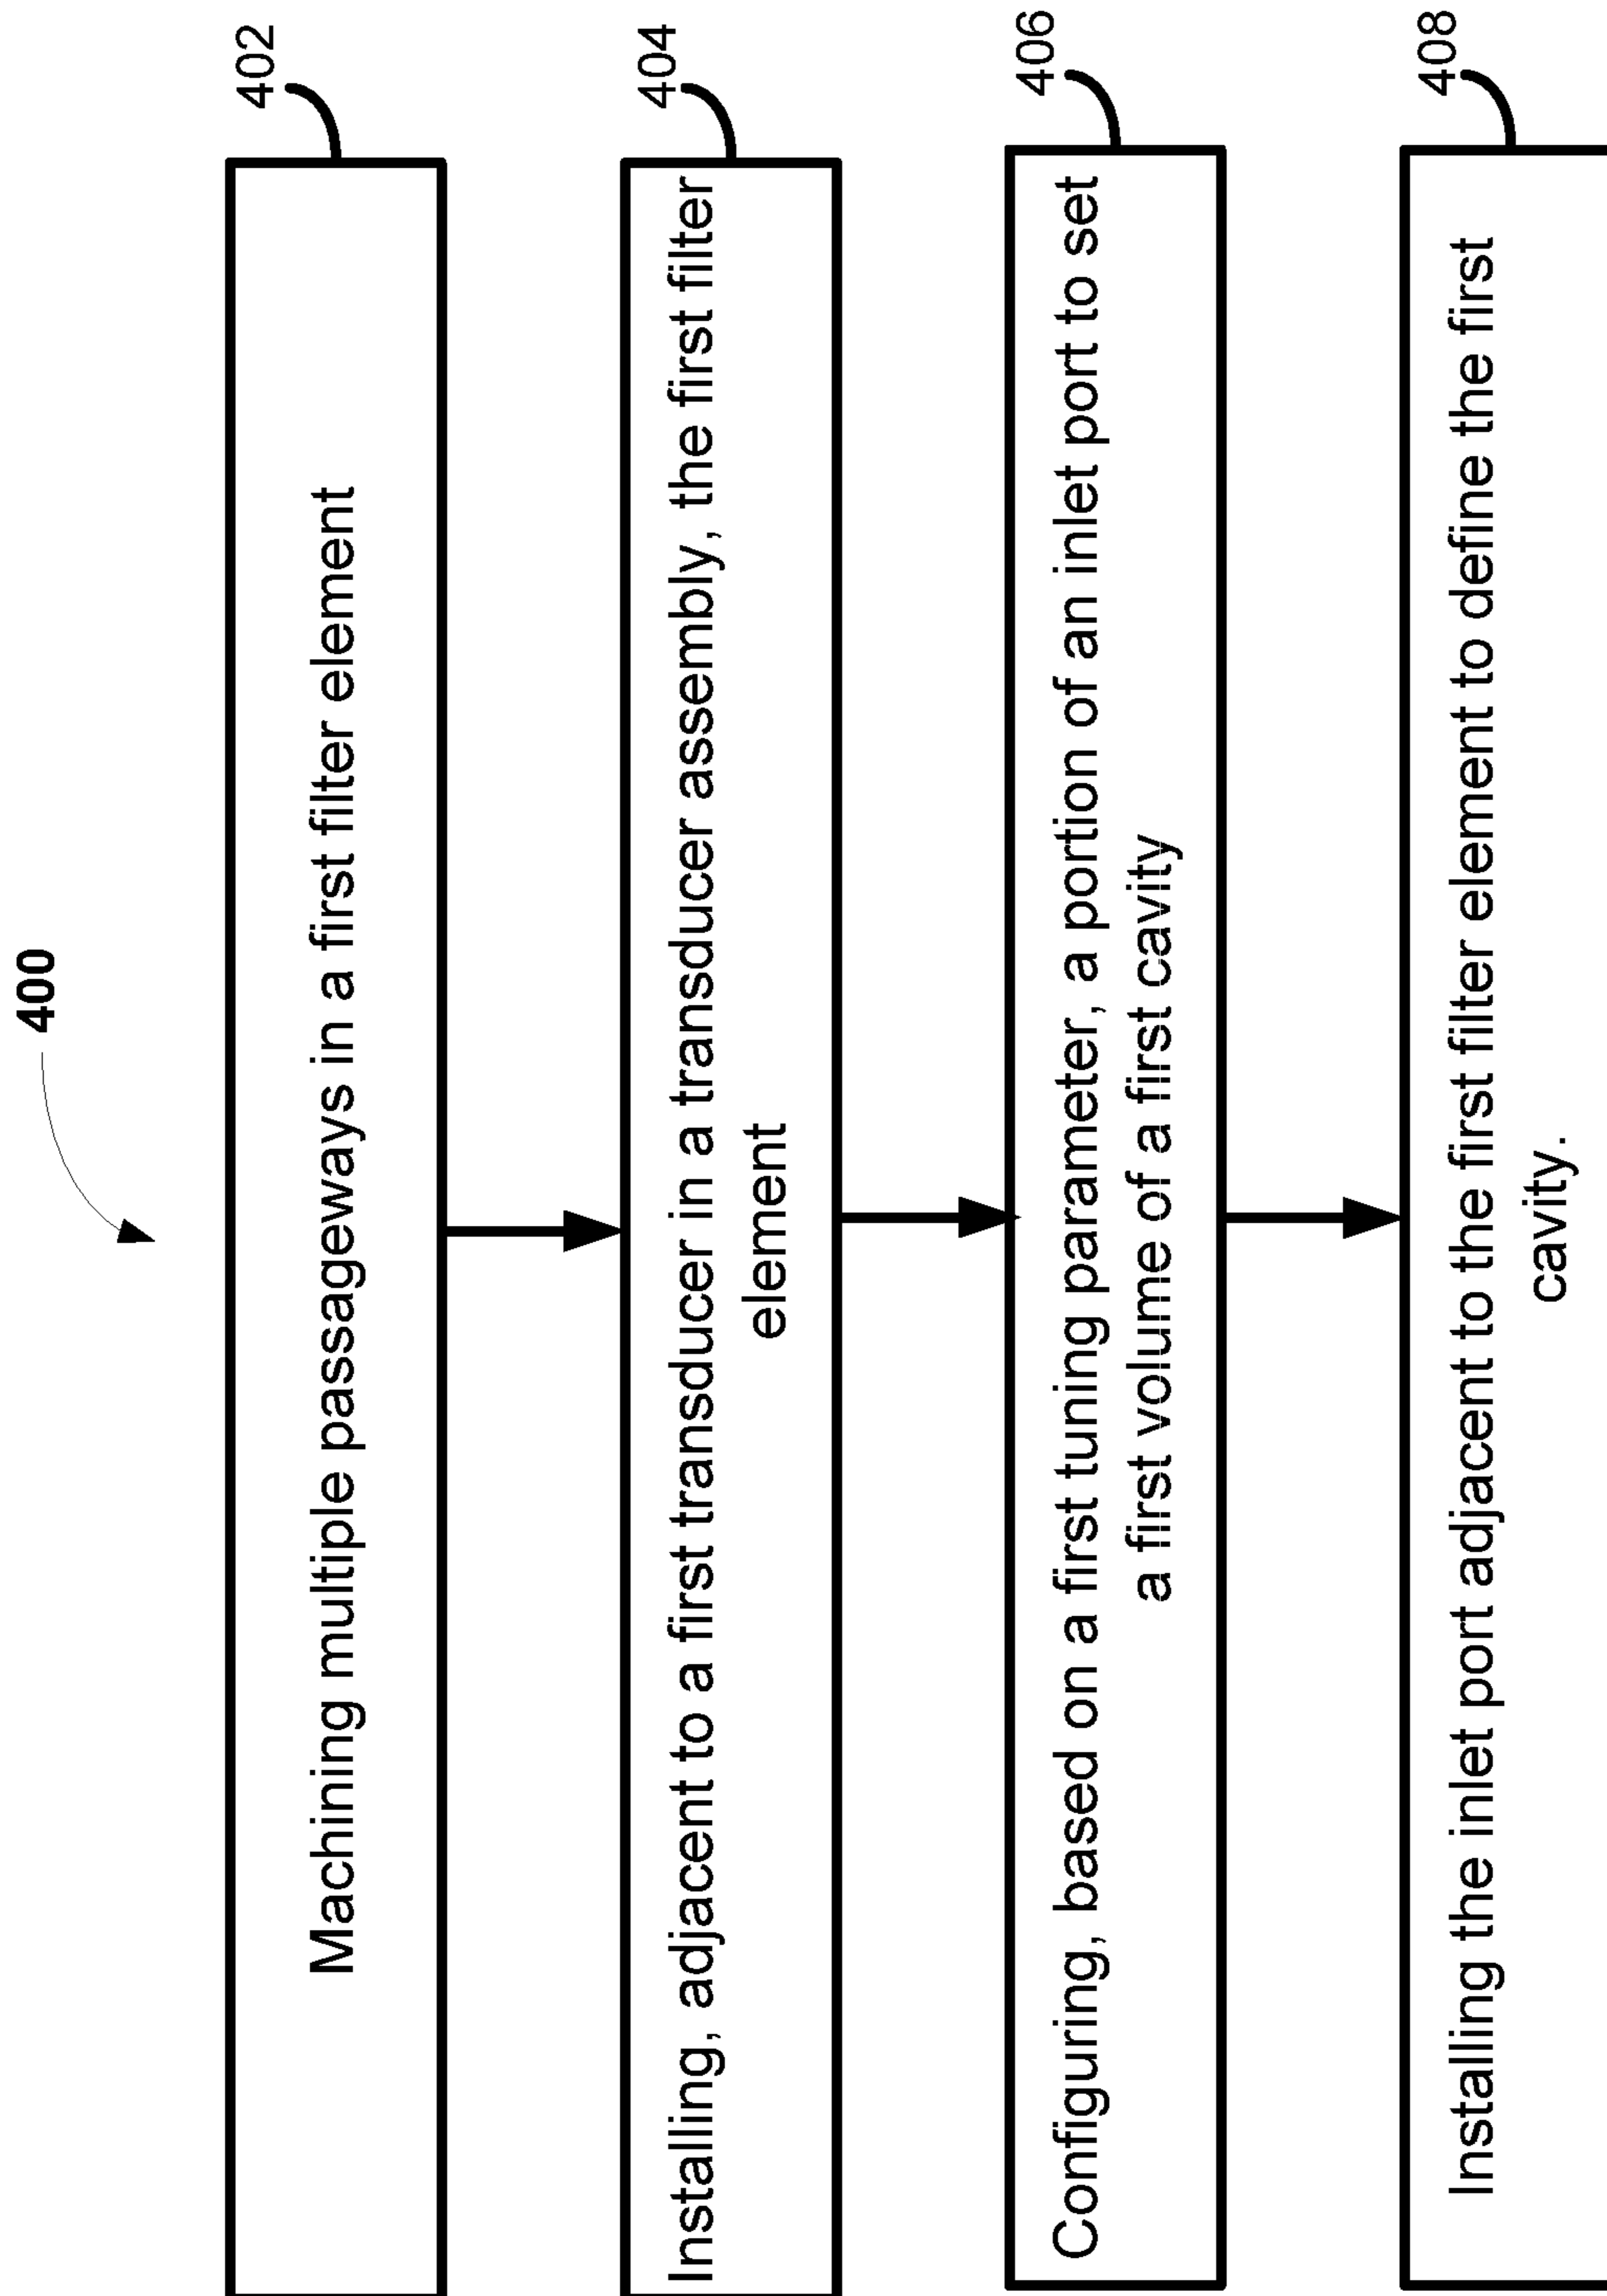 400
402
Machining multiple passageways in a first filter element
404
Installing, adjacent to a first transducer in a transducer assembly, the first filter
element
406
Configuring, based on a first tuning parameter, a portion of an inlet port to set
a first volume of a first cavity
408
Installing the inlet port adjacent to the first filter element to define the first
cavity.